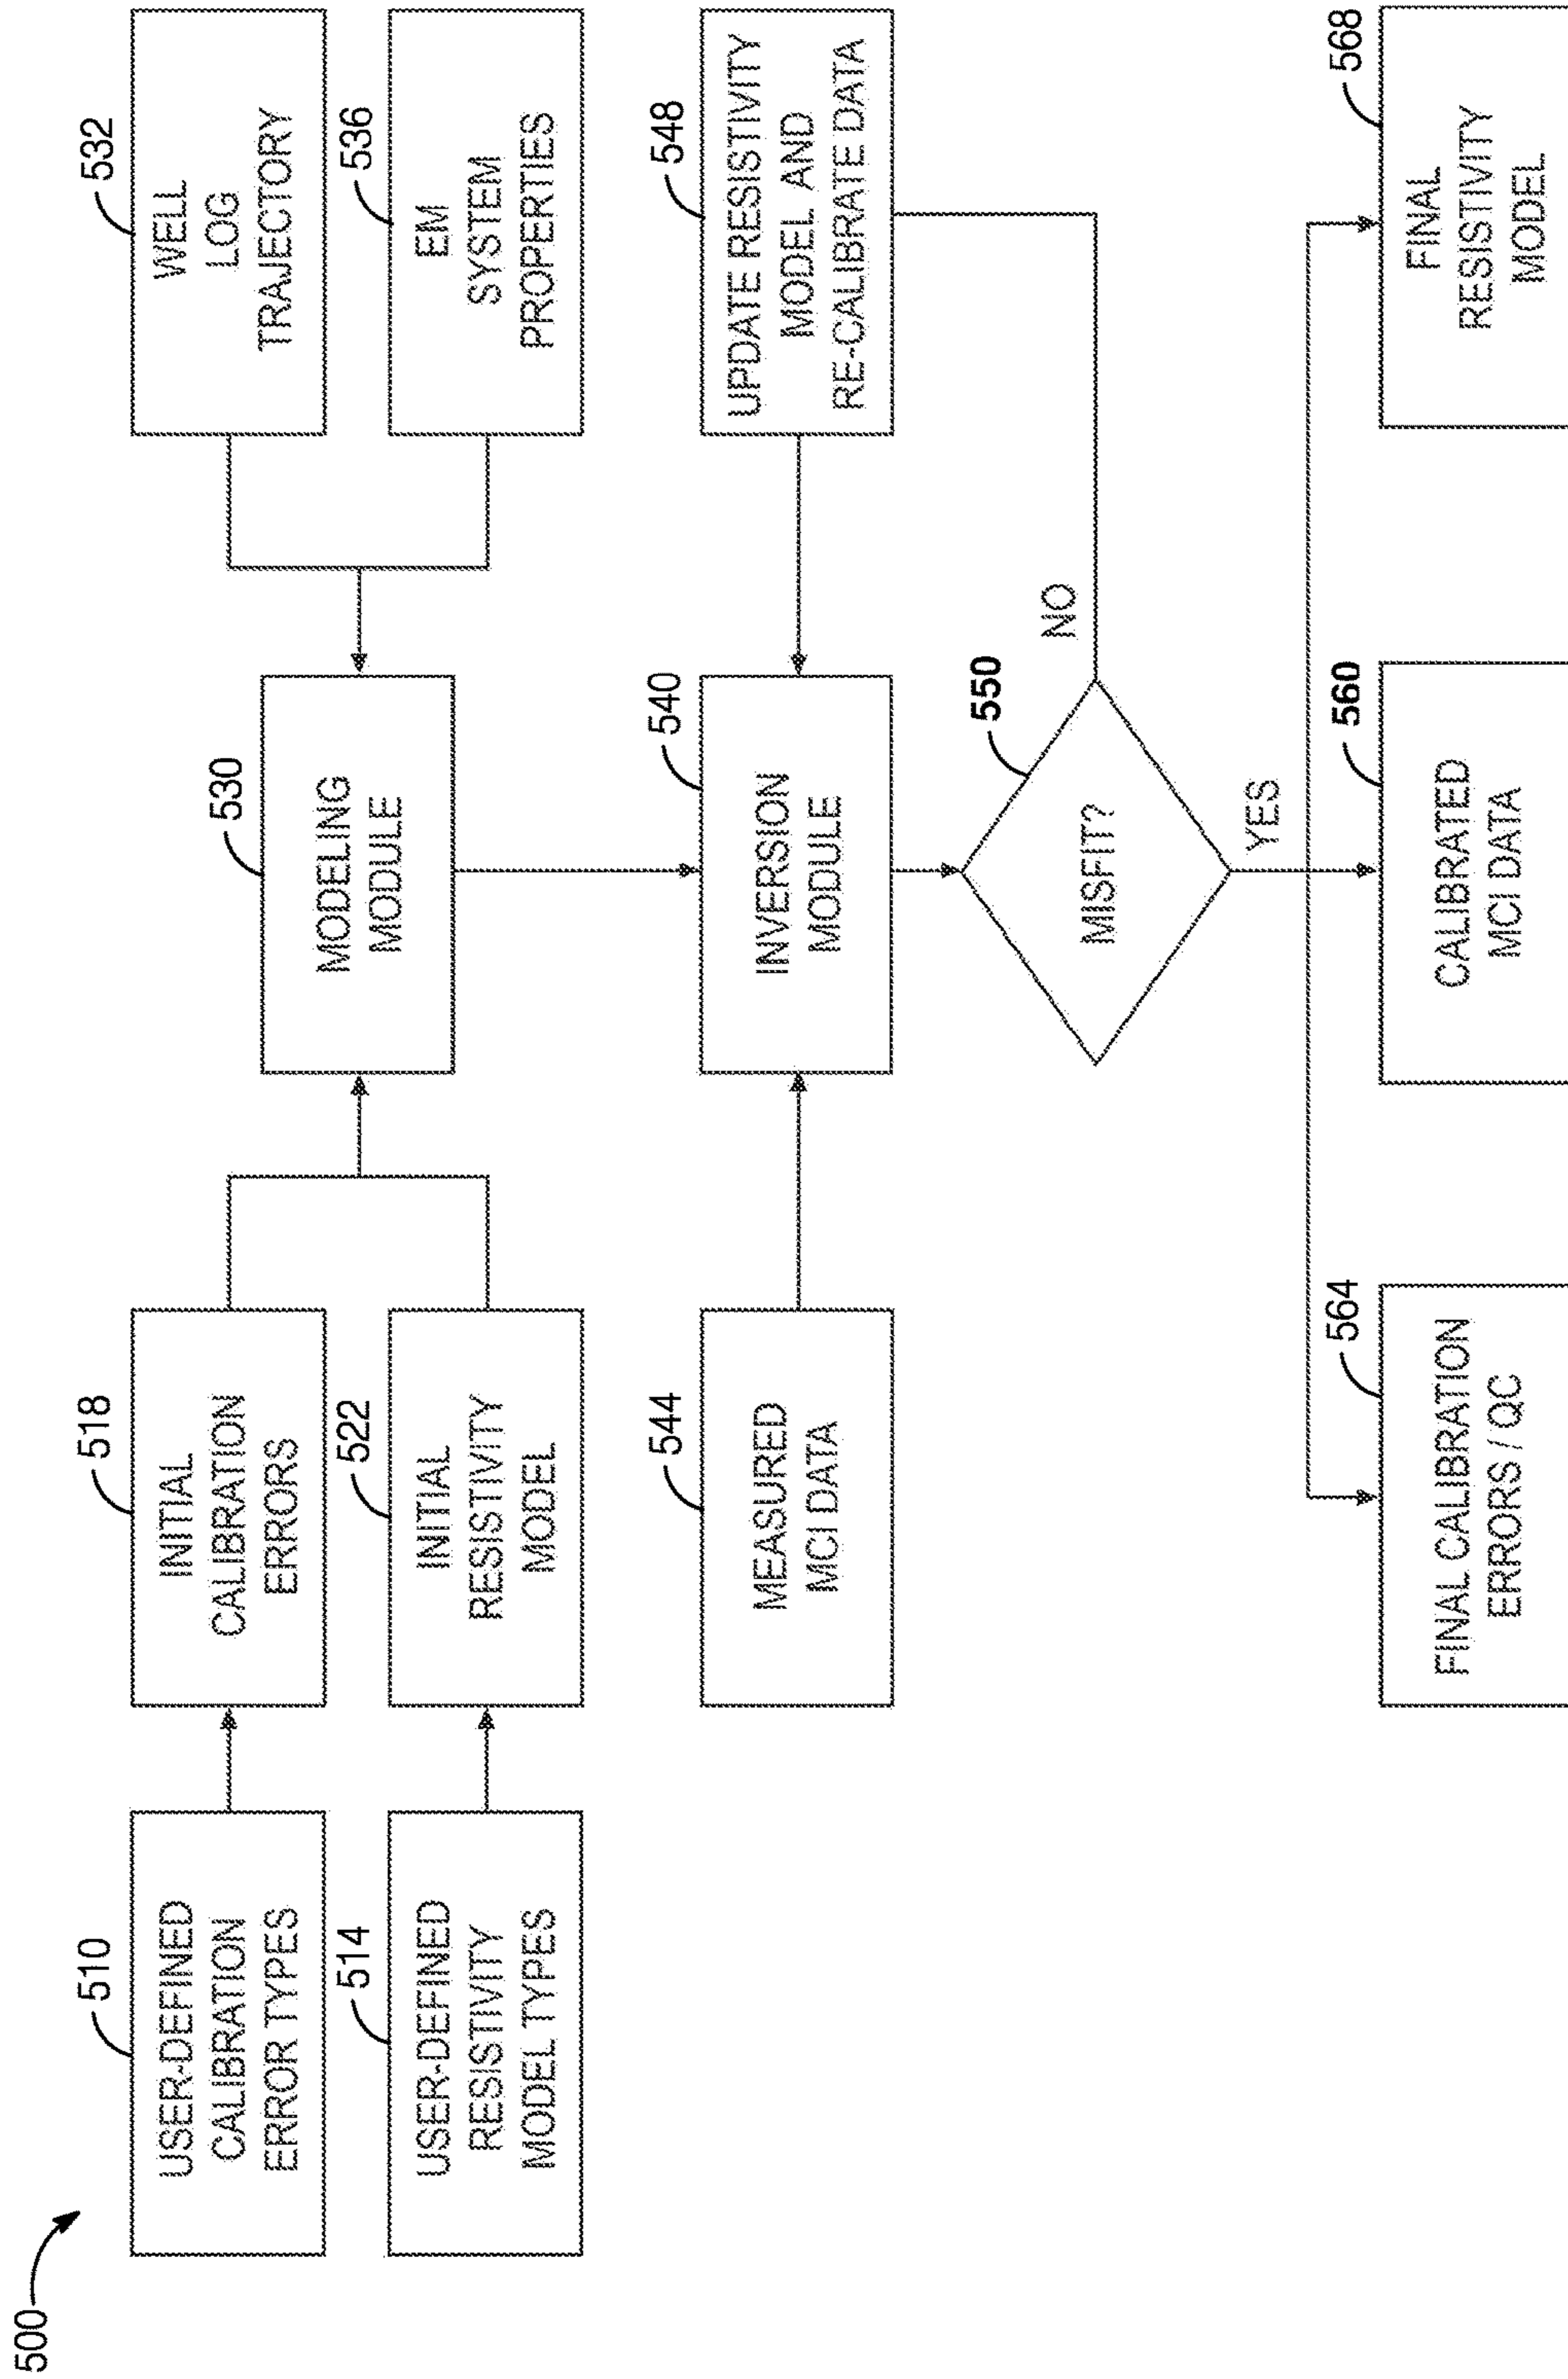 500
510
USER-DEFINED
CALIBRATION
ERROR TYPES
518
INITIAL
CALIBRATION
ERRORS
530
MODELING
MODULE
532
WELL
LOG
TRAJECTORY
514
USER-DEFINED
RESISTIVITY
MODEL TYPES
522
INITIAL
RESISTIVITY
MODEL
536
EM
SYSTEM
PROPERTIES
544
MEASURED
MCI DATA
540
INVERSION
MODULE
548
UPDATE RESISTIVITY
MODEL AND
RE-CALIBRATE DATA
550
MISFIT?
NO
YES
564
FINAL CALIBRATION
ERRORS / QC
560
CALIBRATED
MCI DATA
568
FINAL
RESISTIVITY
MODEL